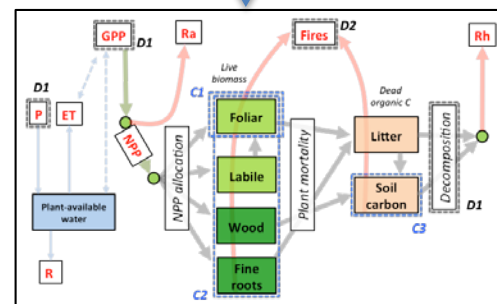 GPP
D1
Ra
Fires
D2
Rh
D1
P
ET
NPP
Live
biomass
C1
Foliar
Labile
Wood
Fine
roots
C2
NPP allocation
Plant mortality
Dead
organic C
Litter
Soil
carbon
C3
Decomposition
D1
Plant-available
water
R